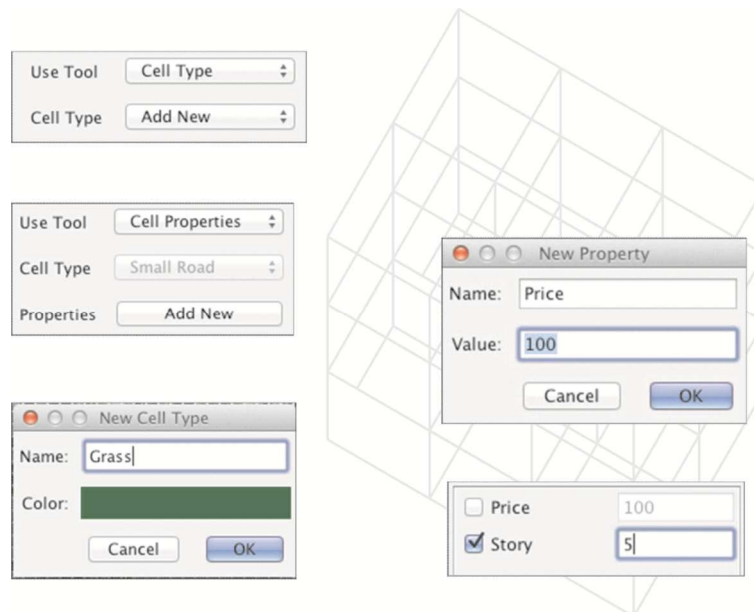 Use Tool Cell Type
Cell Type Add New
Use Tool Cell Properties
Cell Type Small Road
Properties Add New
New Cell Type
Name: Grass
Color:
Cancel OK
New Property
Name: Price
Value: 100
Cancel OK
Price 100
Story 5